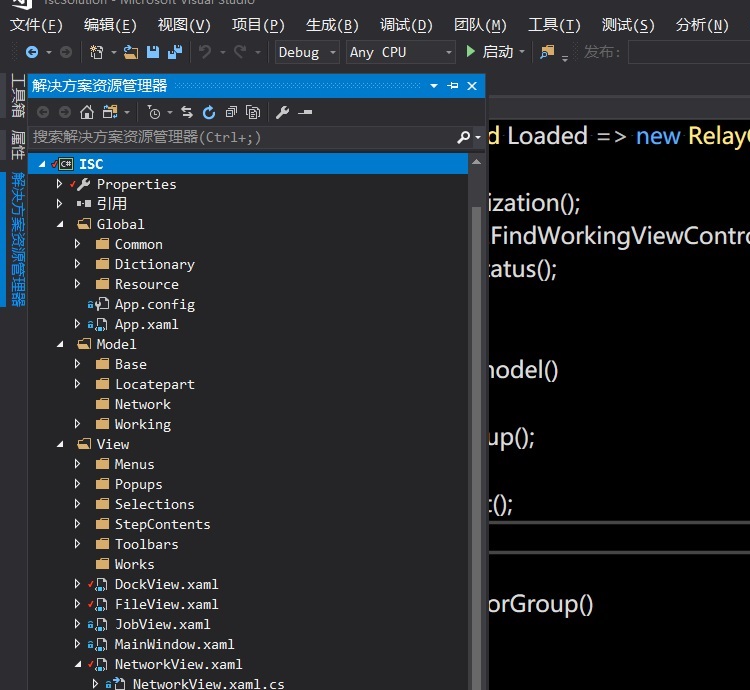 IscSolution - Microsoft Visual Studio
文件(F) 编辑(E) 视图(V) 项目(P) 生成(B) 调试(D) 团队(M) 工具(T) 测试(S) 分析(N)
Debug Any CPU 启动 发布:
工具箱
属性
解决方案资源管理器
解决方案资源管理器
搜索解决方案资源管理器(Ctrl+;)
C# ISC
Properties
引用
Global
Common
Dictionary
Resource
App.config
App.xaml
Model
Base
Locatepart
Network
Working
View
Menus
Popups
Selections
StepContents
Toolbars
Works
DockView.xaml
FileView.xaml
JobView.xaml
MainWindow.xaml
NetworkView.xaml
NetworkView.xaml.cs
d Loaded => new Relay
ization();
FindWorkingViewContro
atus();
nodel()
up();
t();
orGroup()